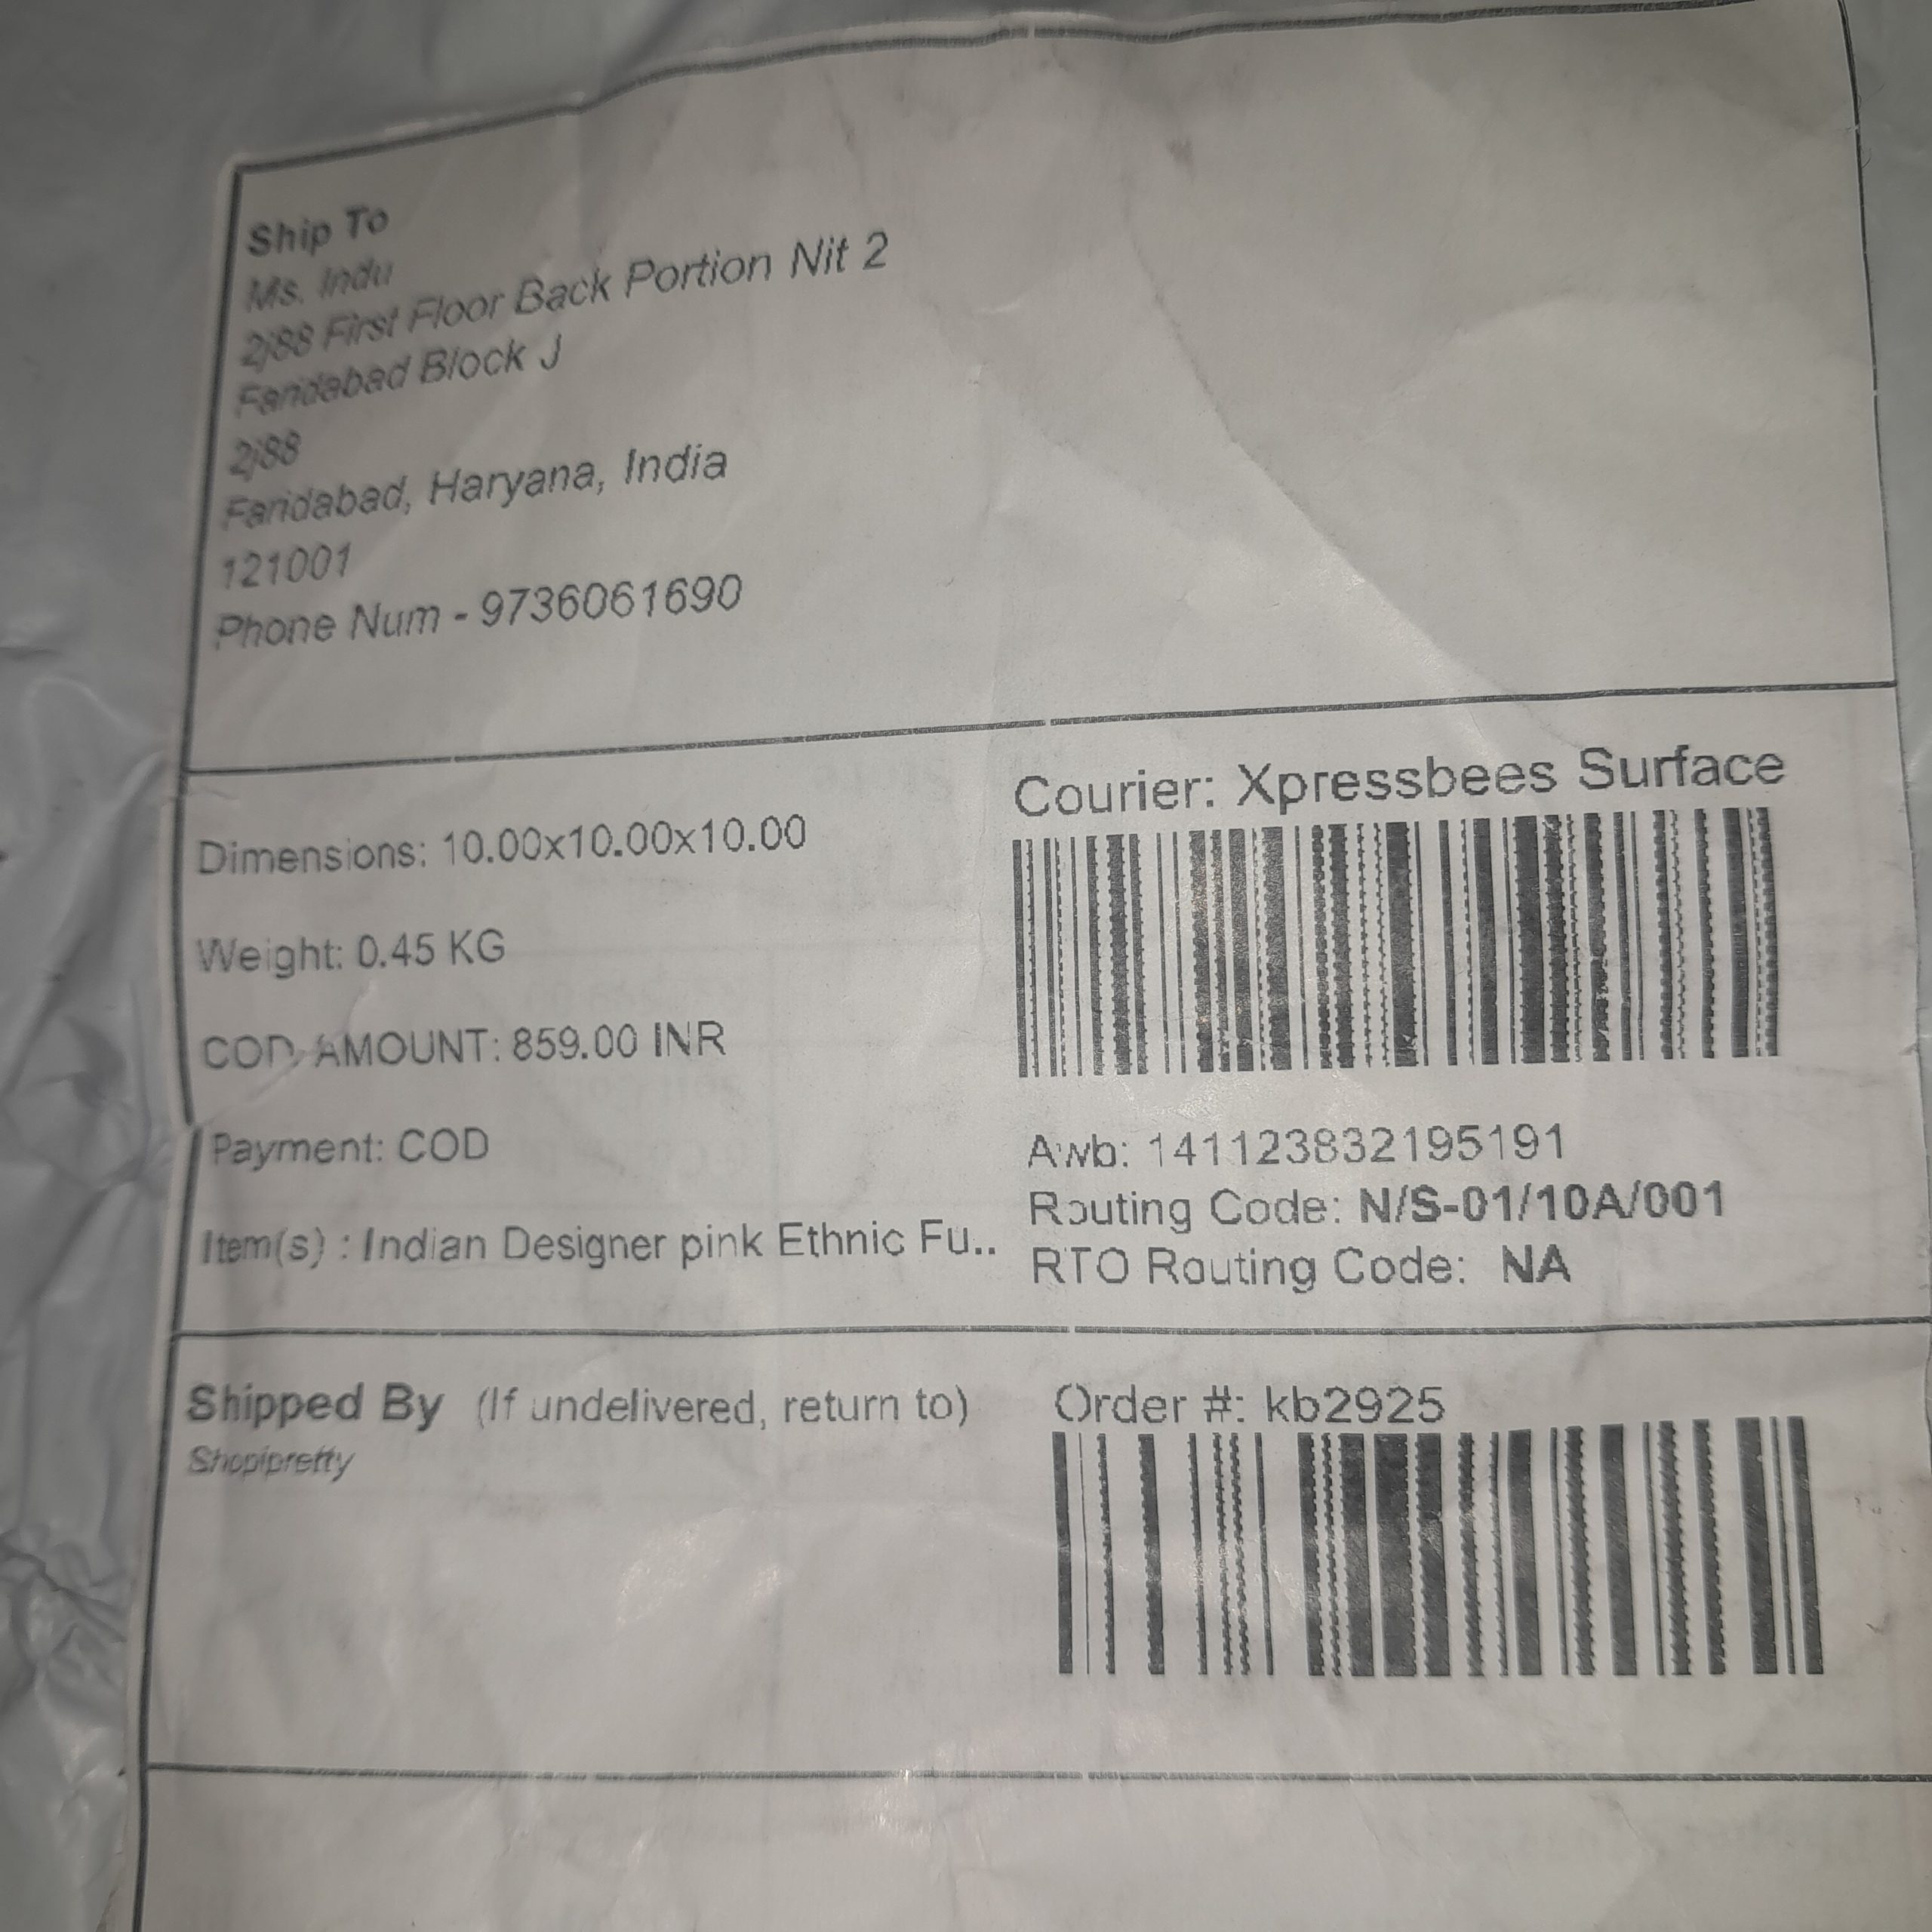 Ship To
Ms. Indu
2j88 First Floor Back Portion Nit 2
Faridabad Block J
2j88
Faridabad, Haryana, India
121001
Phone Num - 9736061690
Dimensions: 10.00x10.00x10.00
Weight: 0.45 KG
COD AMOUNT: 859.00 INR
Payment: COD
Item(s) : Indian Designer pink Ethnic Fu..
Courier: Xpressbees Surface
Awb: 141123832195191
Routing Code: N/S-01/10A/001
RTO Routing Code: NA
Shipped By (If undelivered, return to)
Shopipretty
Order #: kb2925